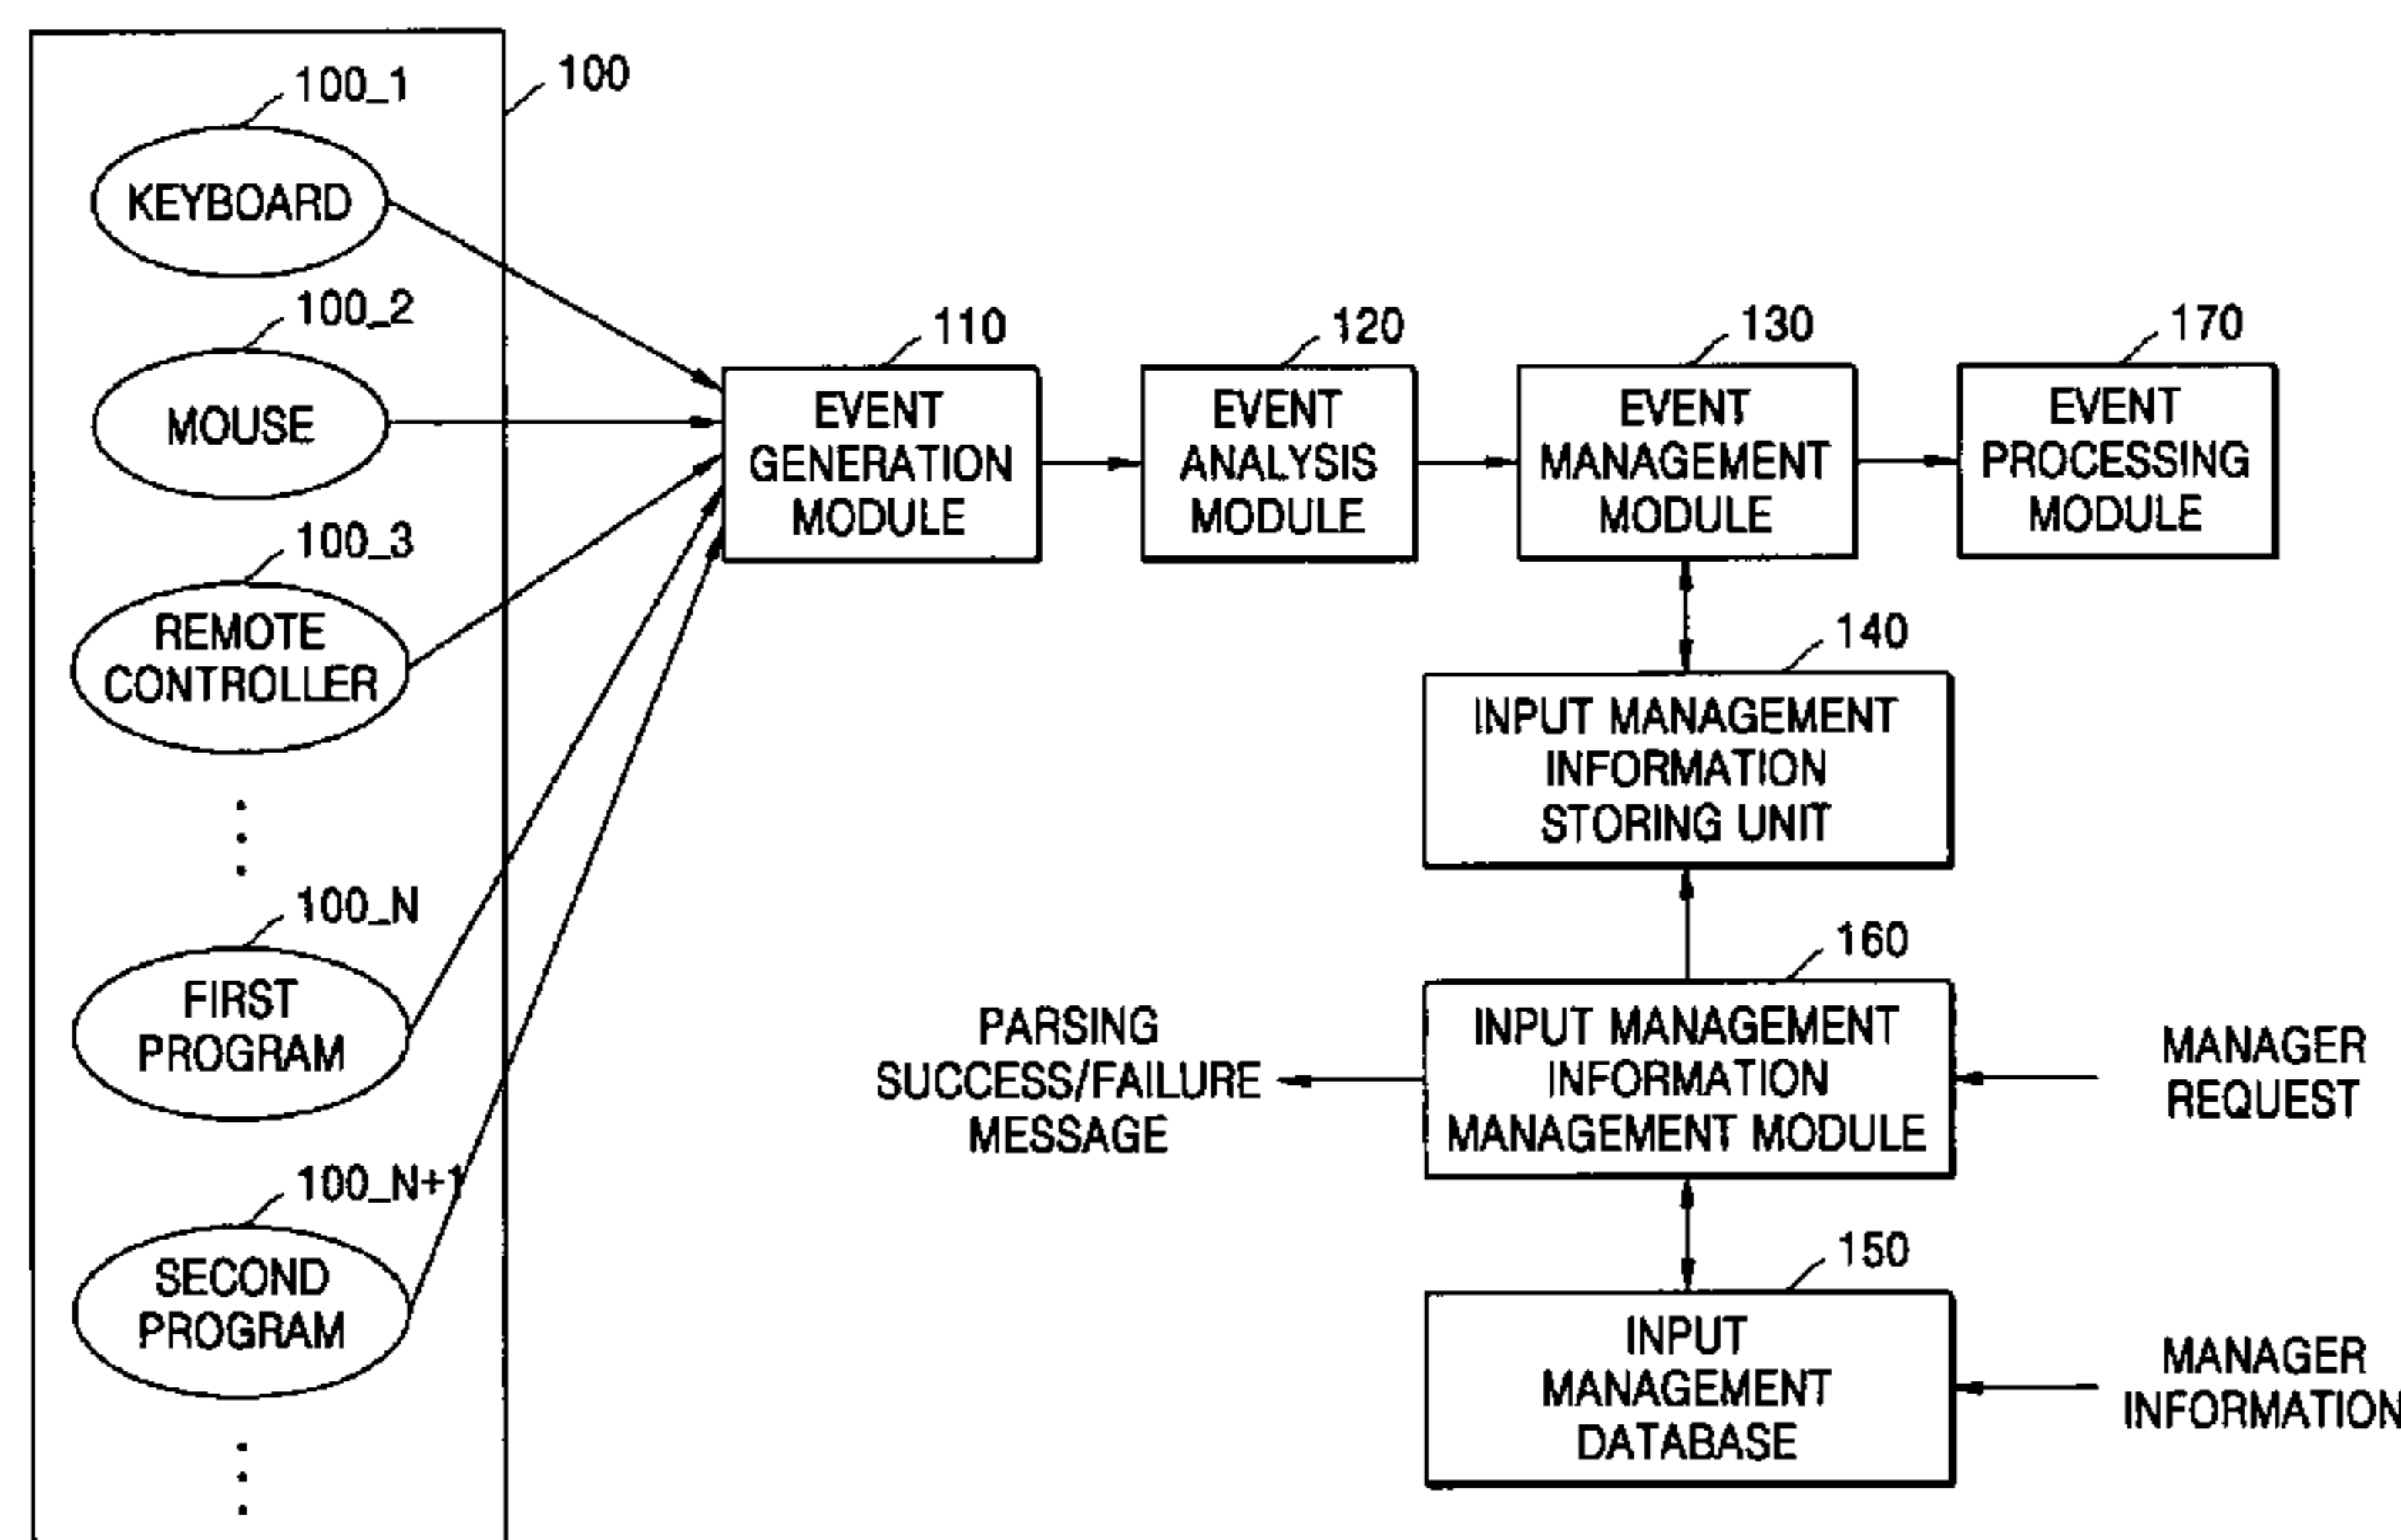 100
100_1
KEYBOARD
100_2
MOUSE
100_3
REMOTE
CONTROLLER
100_N
FIRST
PROGRAM
100_N+1
SECOND
PROGRAM
110
EVENT
GENERATION
MODULE
120
EVENT
ANALYSIS
MODULE
130
EVENT
MANAGEMENT
MODULE
170
EVENT
PROCESSING
MODULE
140
INPUT MANAGEMENT
INFORMATION
STORING UNIT
160
INPUT MANAGEMENT
INFORMATION
MANAGEMENT MODULE
PARSING
SUCCESS/FAILURE
MESSAGE
MANAGER
REQUEST
150
INPUT
MANAGEMENT
DATABASE
MANAGER
INFORMATION